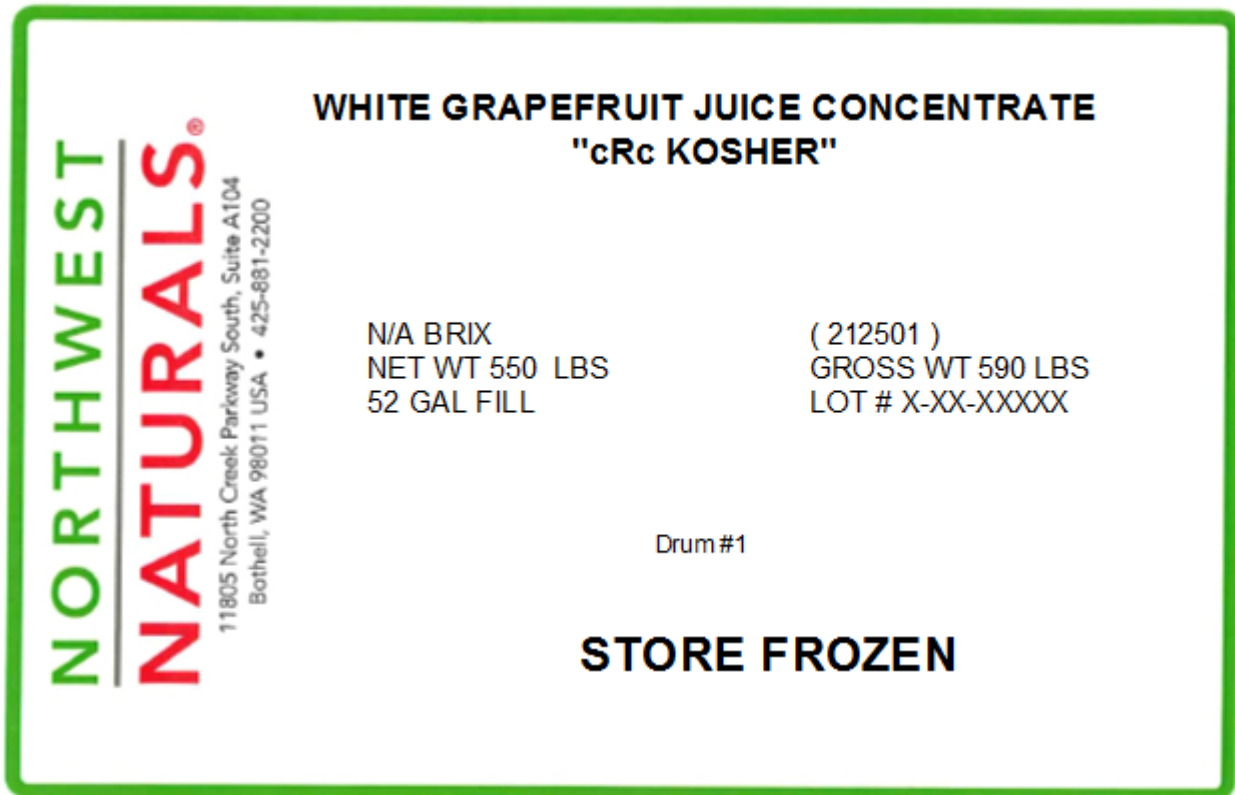 NORTHWEST
NATURALS®
11805 North Creek Parkway South, Suite A104
Bothell, WA 98011 USA • 425-881-2200
WHITE GRAPEFRUIT JUICE CONCENTRATE
"cRc KOSHER"
N/A BRIX ( 212501 )
NET WT 550 LBS GROSS WT 590 LBS
52 GAL FILL LOT # X-XX-XXXXX
Drum #1
STORE FROZEN